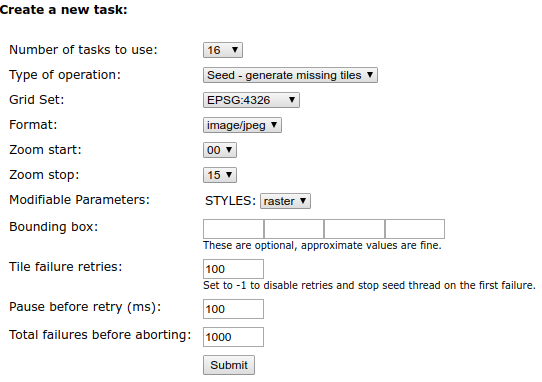 Create a new task:
Number of tasks to use: 16
Type of operation: Seed - generate missing tiles
Grid Set: EPSG:4326
Format: image/jpeg
Zoom start: 00
Zoom stop: 15
Modifiable Parameters: STYLES: raster
Bounding box:
These are optional, approximate values are fine.
Tile failure retries: 100
Set to -1 to disable retries and stop seed thread on the first failure.
Pause before retry (ms): 100
Total failures before aborting: 1000
Submit